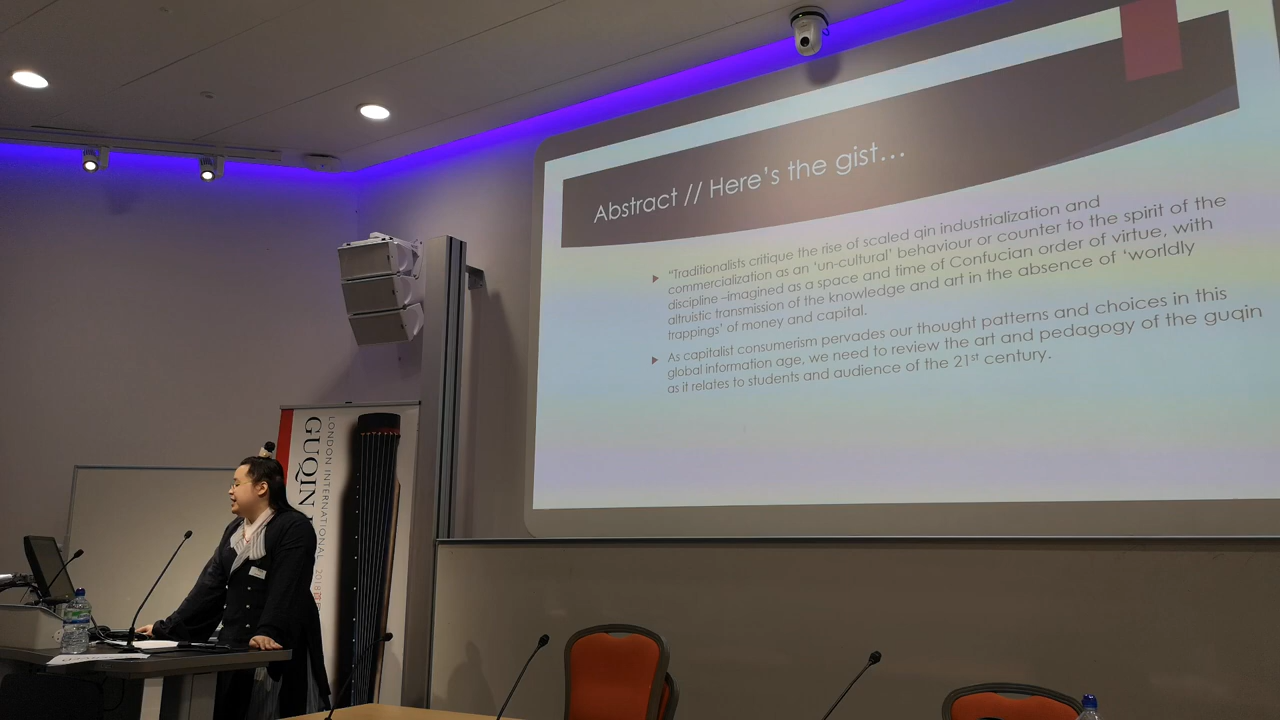 Abstract // Here's the gist...
"Traditionalists critique the rise of scaled qin industrialization and
commercialization as an 'un-cultural' behaviour or counter to the spirit of the
discipline –imagined as a space and time of Confucian order of virtue, with
altruistic transmission of the knowledge and art in the absence of 'worldly
trappings' of money and capital.
As capitalist consumerism pervades our thought patterns and choices in this
global information age, we need to review the art and pedagogy of the guqin
as it relates to students and audience of the 21st century.
LONDON INTERNATIONAL 2018
GUQIN